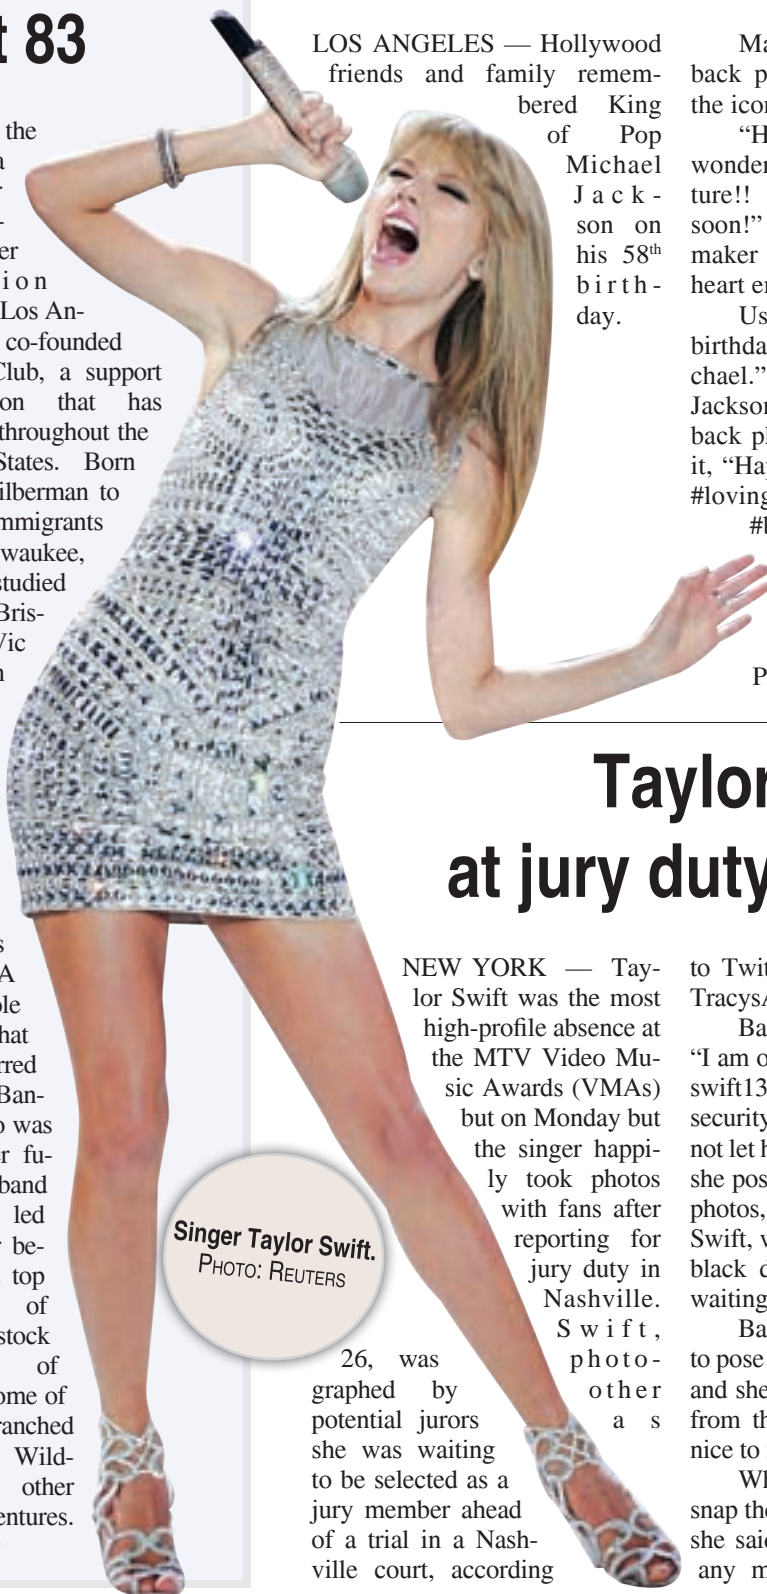 t 83
the
a
er
ion
Los An-
co-founded
Club, a support
on that has
throughout the
States. Born
ilberman to
mmigrants
waukee,
studied
Bris-
Vic
LOS ANGELES — Hollywood
friends and family remem-
bered King
of Pop
Michael
Jack-
son on
his 58th
birth-
day.
Ma
back p
the icon
“H
wonder
ture!!
soon!”
maker
heart e
Us
birthda
chael.”
Jackson
back pl
it, “Hap
#loving
#b
P
Taylor
at jury duty
s
A
ole
hat
rred
Ban-
o was
r fu-
band
led
be-
top
of
stock
of
ome of
ranched
Wild-
other
entures.
Singer Taylor Swift.
PHOTO: REUTERS
NEW YORK — Tay-
lor Swift was the most
high-profile absence at
the MTV Video Mu-
sic Awards (VMAs)
but on Monday but
the singer happi-
ly took photos
with fans after
reporting for
jury duty in
Nashville.
Swift,
26, was photo-
graphed by other
potential jurors as
she was waiting
to be selected as a
jury member ahead
of a trial in a Nash-
ville court, according
to Twit
TracysA
Ba
“I am o
swift13
security
not let h
she pos
photos,
Swift, w
black d
waiting
Ba
to pose
and she
from th
nice to
Wh
snap the
she said
any m